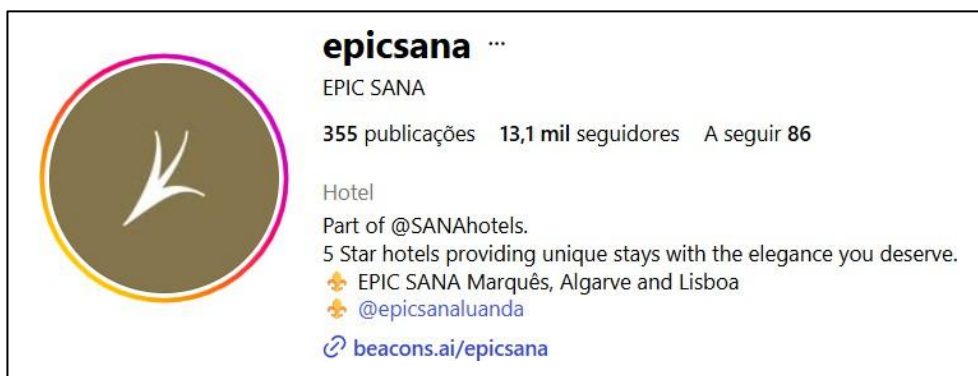 epicsana ...
EPIC SANA
355 publicações 13,1 mil seguidores A seguir 86
Hotel
Part of @SANAhotels.
5 Star hotels providing unique stays with the elegance you deserve.
⚜️ EPIC SANA Marquês, Algarve and Lisboa
⚜️ @epicsanaluanda
beacons.ai/epicsana